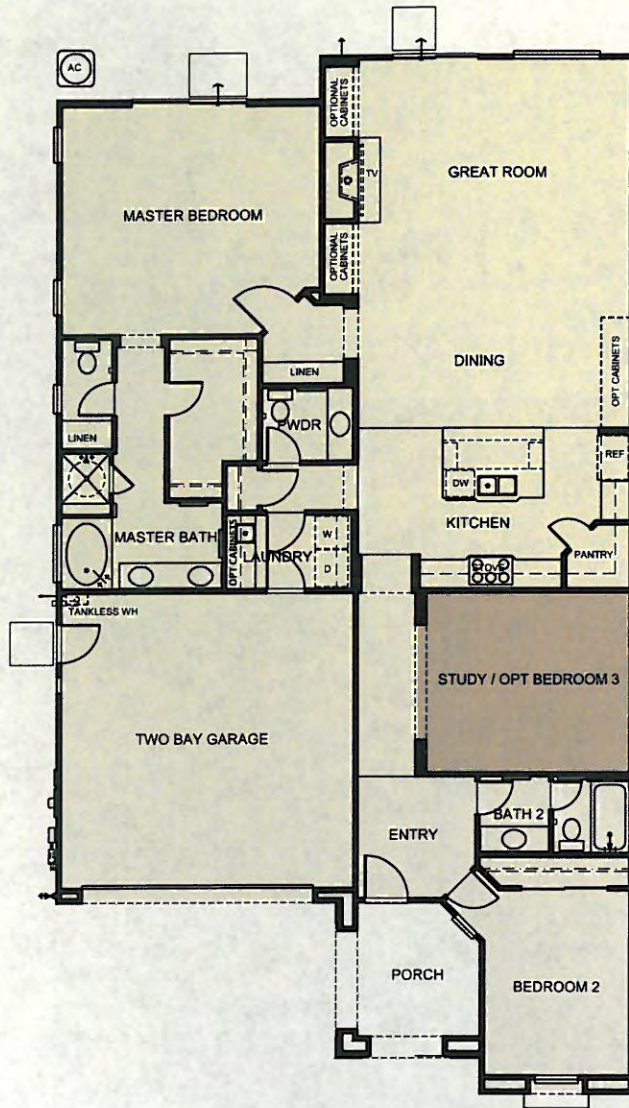 AC
OPTIONAL
CABINETS
TV
GREAT ROOM
MASTER BEDROOM
OPTIONAL
CABINETS
DINING
OPT CABINETS
LINEN
PWDR
LINEN
REF
DW
KITCHEN
MASTER BATH
OPT CABINETS
LAUNDRY
W
D
PANTRY
STOVE
TANKLESS WH
STUDY / OPT BEDROOM 3
TWO BAY GARAGE
BATH 2
ENTRY
PORCH
BEDROOM 2